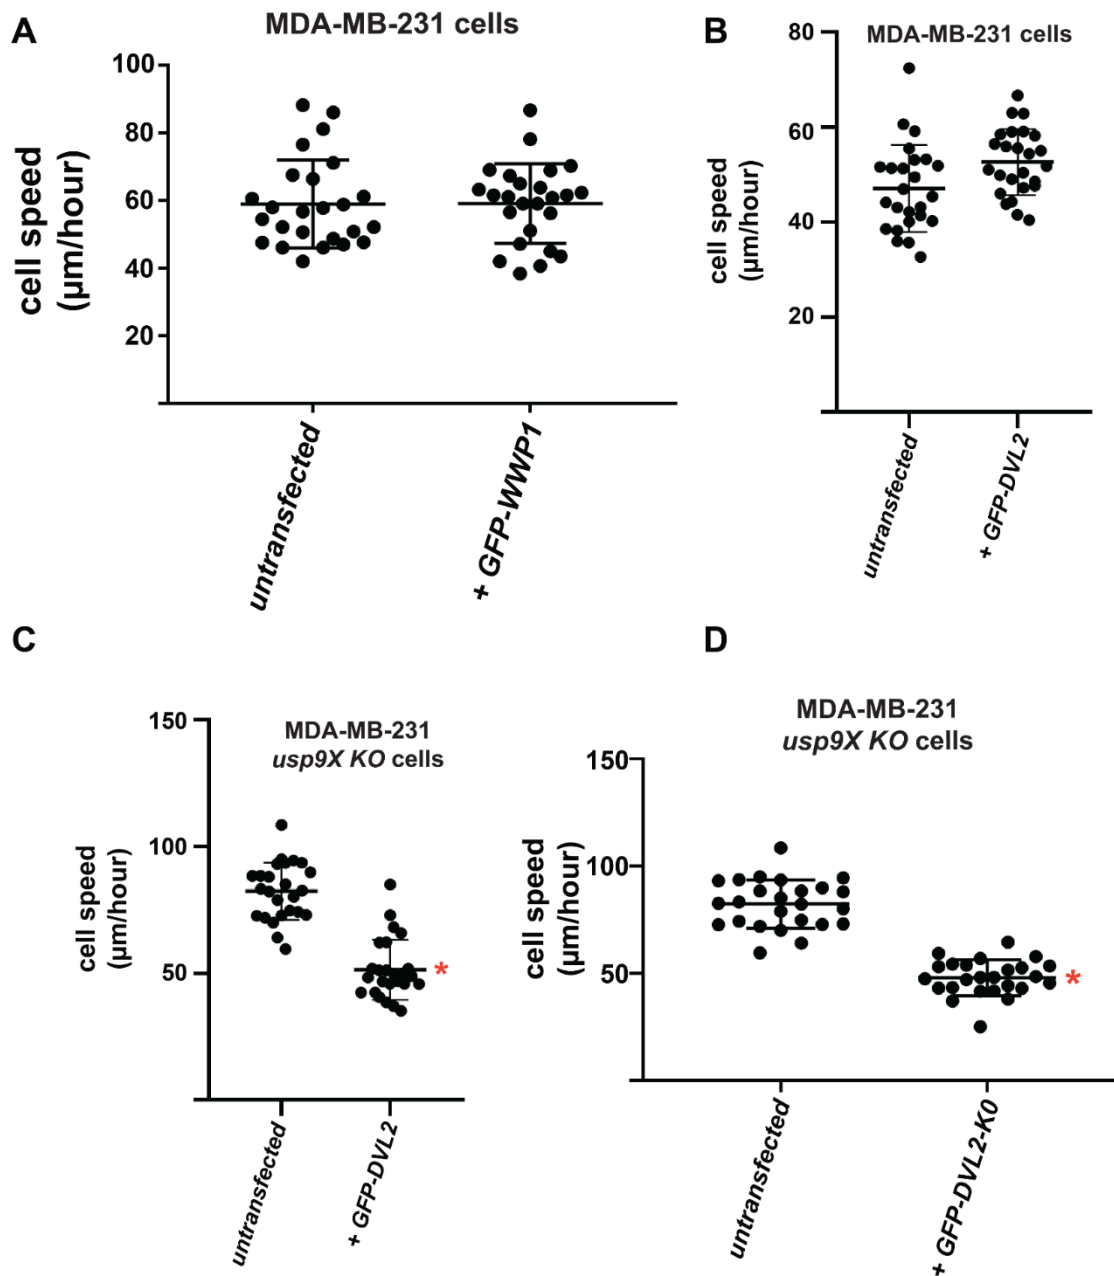 A
MDA-MB-231 cells
100
80
60
40
20
cell speed
(µm/hour)
untransfected
+ GFP-WWP1
B
MDA-MB-231 cells
80
60
40
20
cell speed
(µm/hour)
untransfected
+ GFP-DVL2
C
MDA-MB-231
usp9X KO cells
150
100
50
cell speed
(µm/hour)
*
untransfected
+ GFP-DVL2
D
MDA-MB-231
usp9X KO cells
150
100
50
cell speed
(µm/hour)
*
untransfected
+ GFP-DVL2-K0